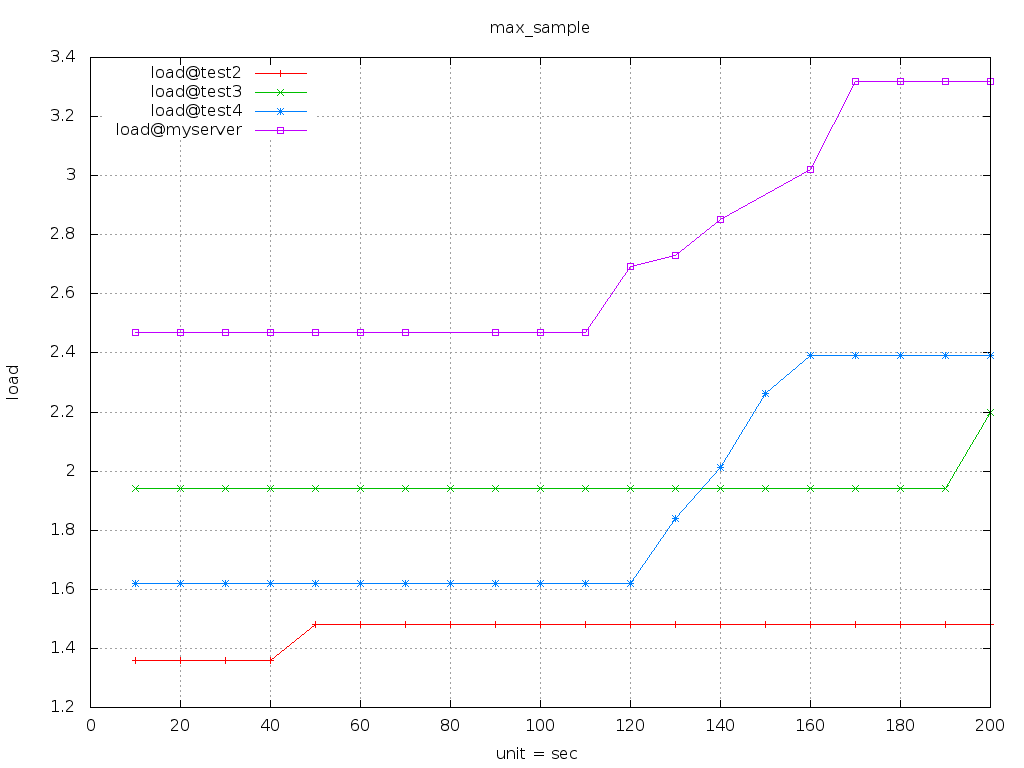 max_sample
load@test2
load@test3
load@test4
load@myserver
3.4
3.2
3
2.8
2.6
2.4
2.2
2
1.8
1.6
1.4
1.2
load
0 20 40 60 80 100 120 140 160 180 200
unit = sec